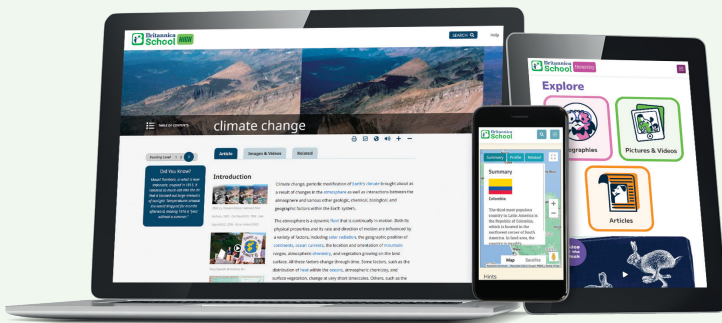 Britannica
School HIGH
SEARCH
Help
TABLE OF CONTENTS
climate change
Reading Level 1 2 3
Article
Images & Videos
Related
Did You Know?
Introduction
Climate change, periodic modification of Earth's climate brought about as
a result of changes in the atmosphere as well as interactions between the
atmosphere and various other geologic, chemical, biological, and
geographic factors within the Earth system.
The atmosphere is a dynamic fluid that is continually in motion. Both its
physical properties and its rate and direction of motion are influenced by
a variety of factors, including solar radiation, the geographic position of
continents, ocean currents, the location and orientation of mountain
ranges, atmospheric chemistry, and vegetation growing on the land
surface. All these factors change through time. Some factors, such as the
distribution of heat within the oceans, atmospheric chemistry, and
surface vegetation, change at very short timescales. Others, such as the
Britannica
School
Summary
Profile
Related
Summary
Colombia
The third most populous
country in Latin America is
the Republic of Colombia,
which is located in the
northwest corner of South
America. In land area, the
Map
Satellite
Hints
Britannica
School
Explore
Biographies
Pictures & Videos
Articles